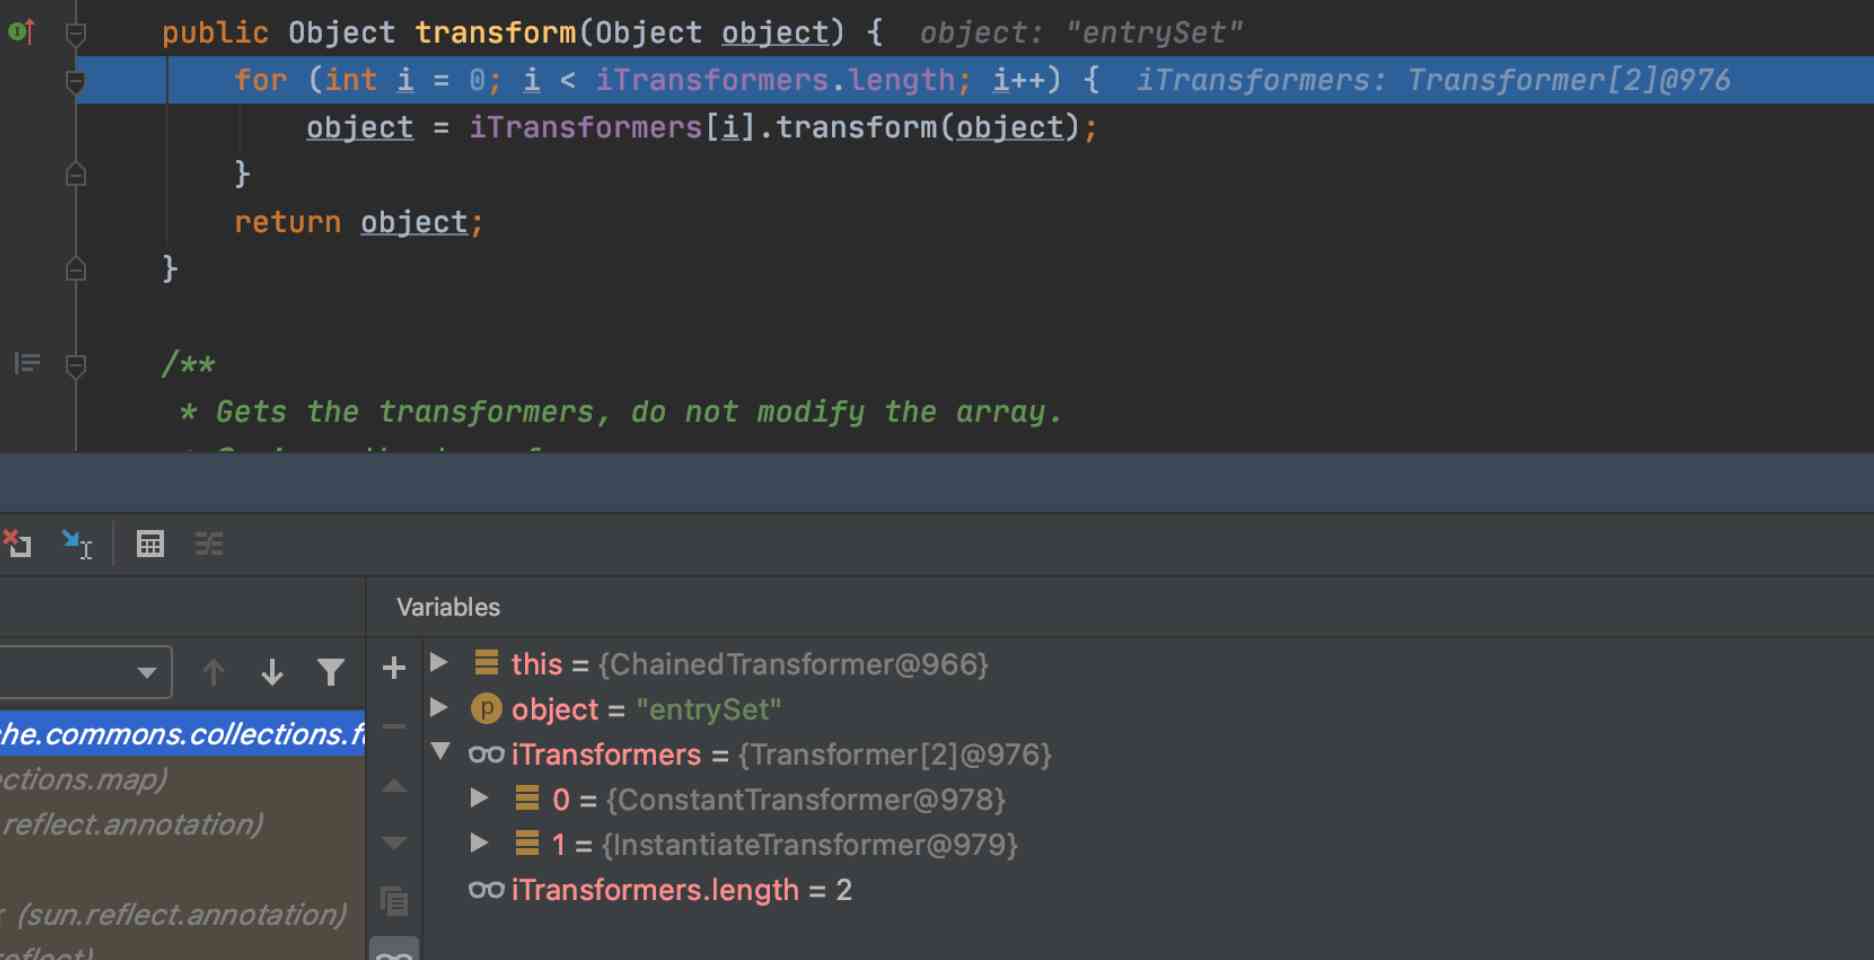 public Object transform(Object object) {  object: "entrySet"
for (int i = 0; i < iTransformers.length; i++) {  iTransformers: Transformer[2]@976
object = iTransformers[i].transform(object);
}
return object;
}
/**
* Gets the transformers, do not modify the array.
Variables
this = {ChainedTransformer@966}
object = "entrySet"
iTransformers = {Transformer[2]@976}
0 = {ConstantTransformer@978}
1 = {InstantiateTransformer@979}
iTransformers.length = 2
he.commons.collections.f
ections.map)
reflect.annotation)
(sun.reflect.annotation)
reflect)